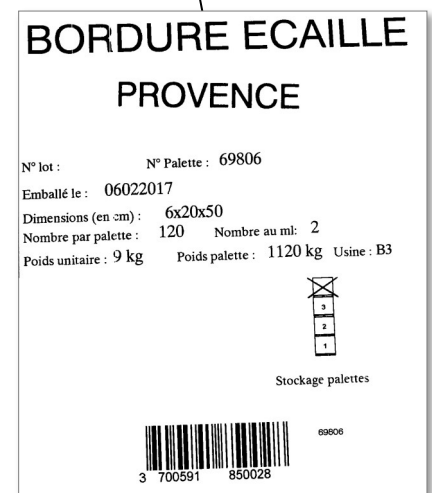 BORDURE ECAILLE
PROVENCE
N° lot : N° Palette : 69806
Emballé le : 06022017
Dimensions (en cm) : 6x20x50
Nombre par palette : 120 Nombre au ml: 2
Poids unitaire : 9 kg Poids palette : 1120 kg Usine : B3
3
2
1
Stockage palettes
69806
3 700591 850028